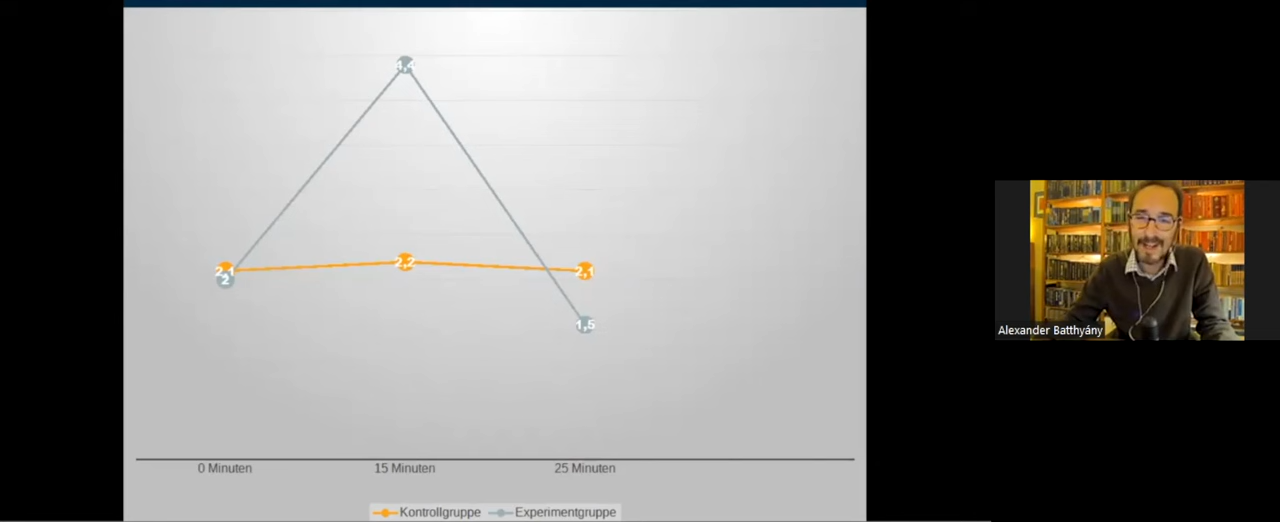 4,4
2,1
2,2
2,1
2
1,5
0 Minuten
15 Minuten
25 Minuten
Kontrollgruppe
Experimentgruppe
Alexander Batthyány